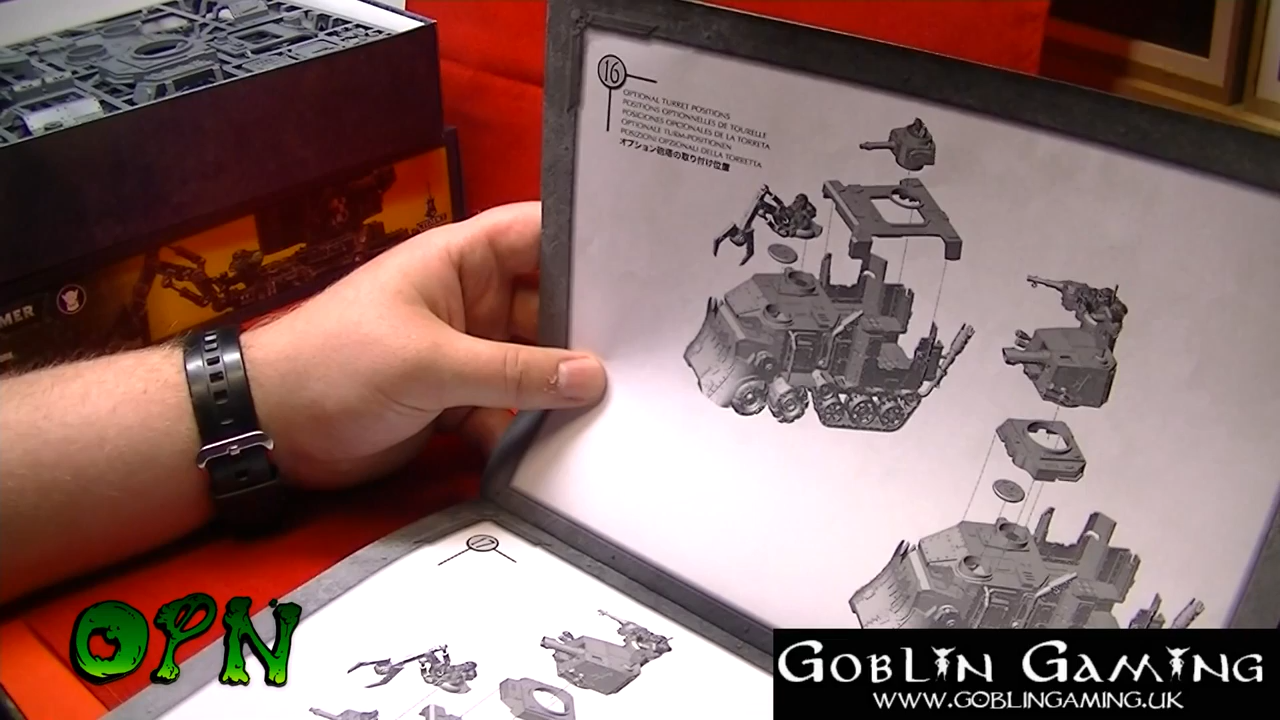 16
OPTIONAL TURRET POSITIONS
POSITIONS OPTIONNELLES DE TOURELLE
POSICIONES OPCIONALES DE LA TORRETA
OPTIONALE TURM-POSITIONEN
POSIZIONI OPZIONALI DELLA TORRETTA
オプション砲塔の取り付け位置
MER
17
OPN
GOBLIN GAMING
WWW.GOBLINGAMING.UK